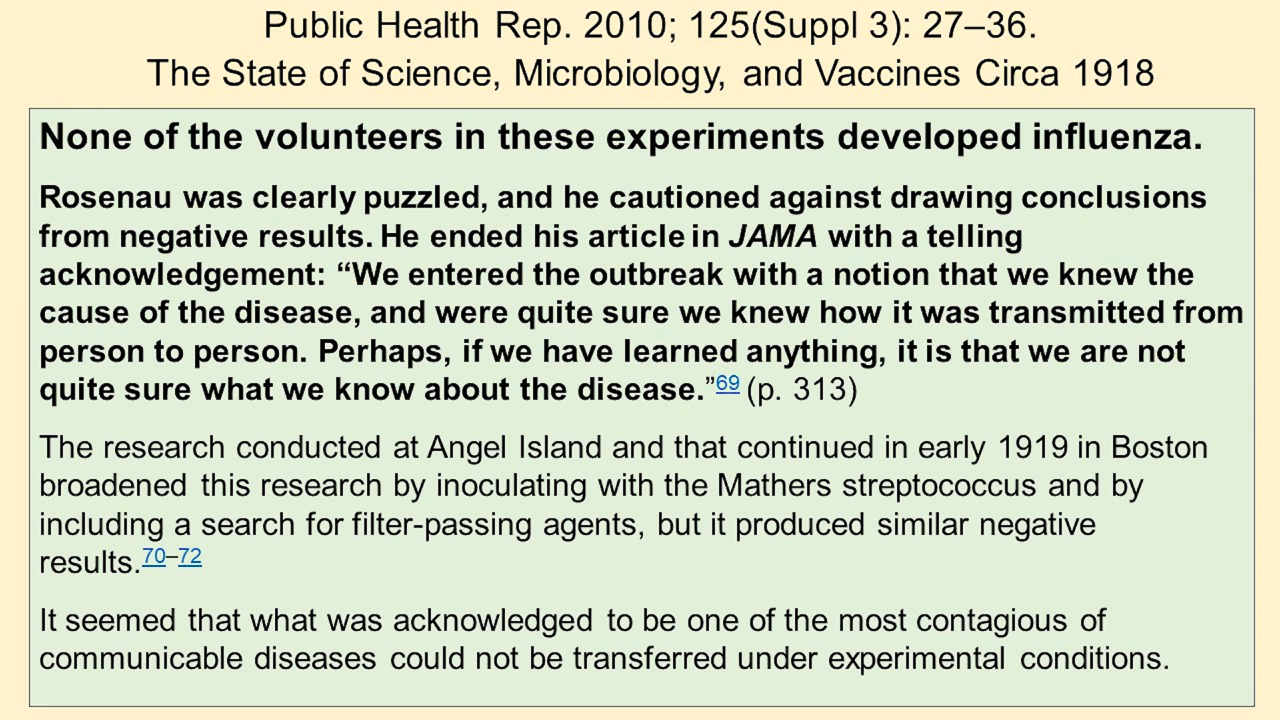 Public Health Rep. 2010; 125(Suppl 3): 27–36.
The State of Science, Microbiology, and Vaccines Circa 1918
None of the volunteers in these experiments developed influenza.
Rosenau was clearly puzzled, and he cautioned against drawing conclusions
from negative results. He ended his article in JAMA with a telling
acknowledgement: “We entered the outbreak with a notion that we knew the
cause of the disease, and were quite sure we knew how it was transmitted from
person to person. Perhaps, if we have learned anything, it is that we are not
quite sure what we know about the disease.”69 (p. 313)
The research conducted at Angel Island and that continued in early 1919 in Boston
broadened this research by inoculating with the Mathers streptococcus and by
including a search for filter-passing agents, but it produced similar negative
results.70–72
It seemed that what was acknowledged to be one of the most contagious of
communicable diseases could not be transferred under experimental conditions.